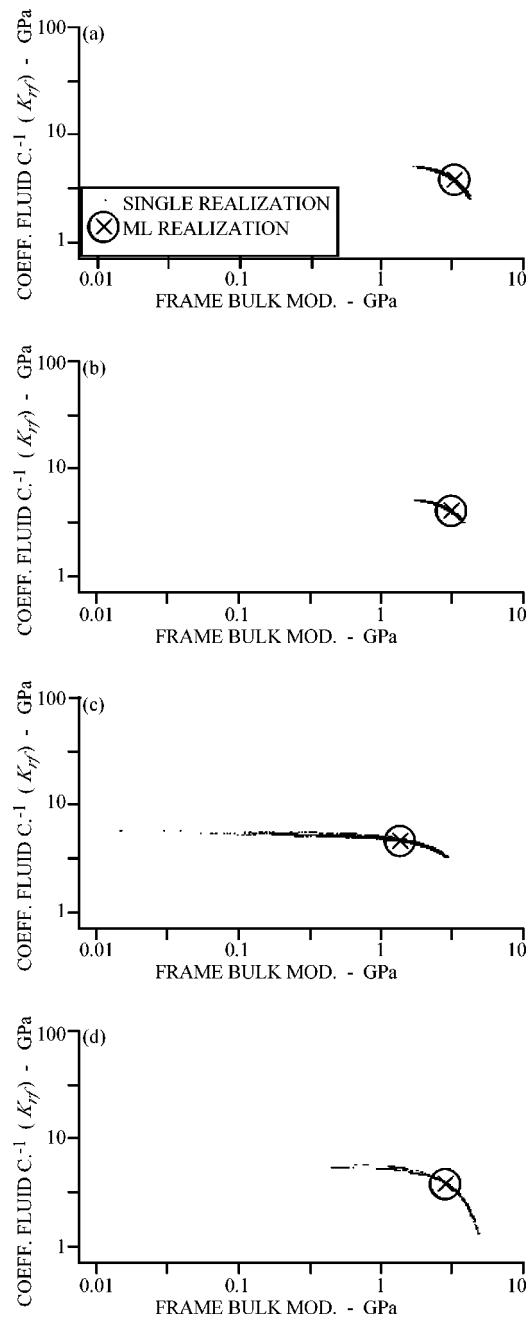 (a)
100
10
1
COEFF. FLUID C.⁻¹ (Krf) - GPa
SINGLE REALIZATION
ML REALIZATION
0.01 0.1 1 10
FRAME BULK MOD. - GPa
(b)
100
10
1
COEFF. FLUID C.⁻¹ (Krf) - GPa
0.01 0.1 1 10
FRAME BULK MOD. - GPa
(c)
100
10
1
COEFF. FLUID C.⁻¹ (Krf) - GPa
0.01 0.1 1 10
FRAME BULK MOD. - GPa
(d)
100
10
1
COEFF. FLUID C.⁻¹ (Krf) - GPa
0.01 0.1 1 10
FRAME BULK MOD. - GPa